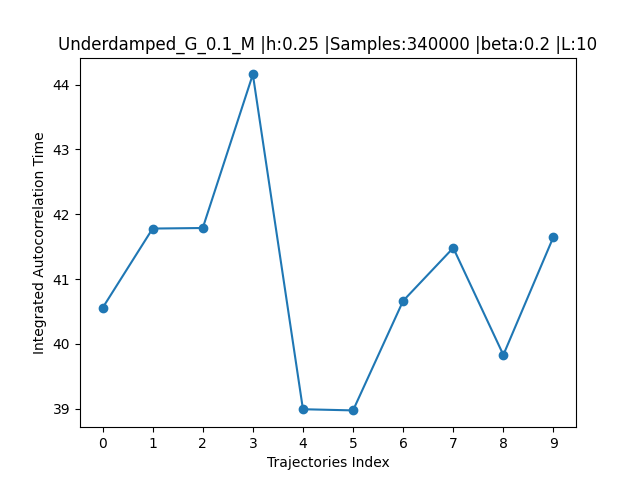 Underdamped_G_0.1_M |h:0.25 |Samples:340000 |beta:0.2 |L:10
44
43
42
41
40
39
Integrated Autocorrelation Time
0 1 2 3 4 5 6 7 8 9
Trajectories Index